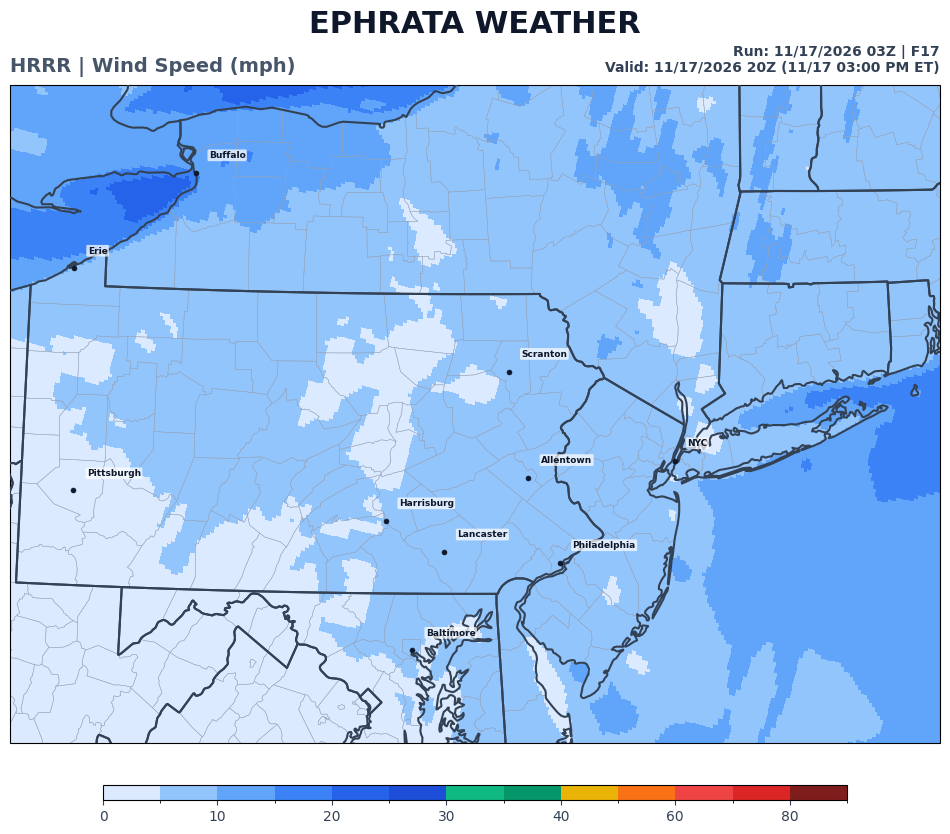 EPHRATA WEATHER
Run: 11/17/2026 03Z | F17
HRRR | Wind Speed (mph)
Valid: 11/17/2026 20Z (11/17 03:00 PM ET)
Buffalo
Erie
Scranton
NYC
Allentown
Pittsburgh
Harrisburg
Lancaster
Philadelphia
Baltimore
0 10 20 30 40 60 80